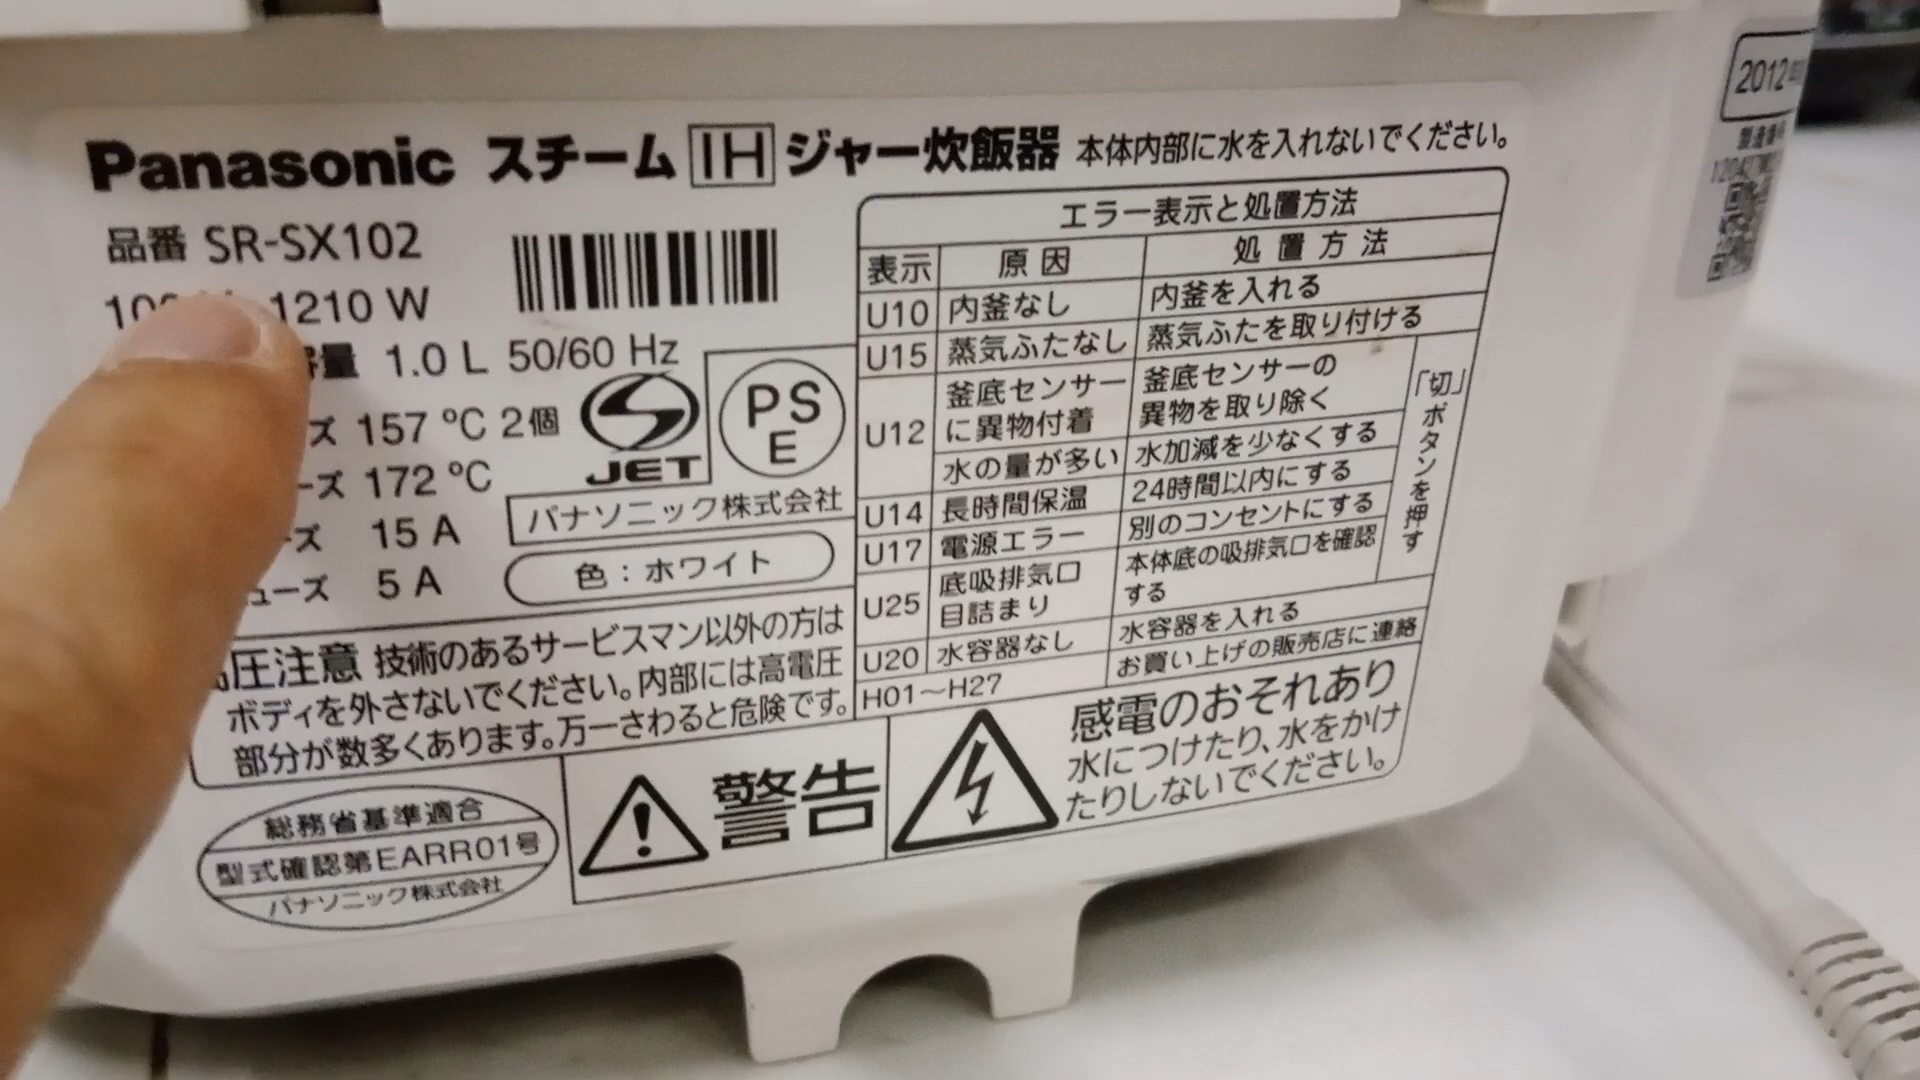 Panasonic スチーム IH ジャー炊飯器 本体内部に水を入れないでください。
品番 SR-SX102
1210 W
1.0 L 50/60 Hz
157 ℃ 2個
172 ℃
15 A
5 A
JET
PS
E
パナソニック株式会社
色：ホワイト
圧注意 技術のあるサービスマン以外の方は
ボディを外さないでください。内部には高電圧
部分が数多くあります。万一さわると危険です。
エラー表示と処置方法
表示 原因 処置方法
U10 内釜なし 内釜を入れる
U15 蒸気ふたなし 蒸気ふたを取り付ける
U12 釜底センサーに異物付着 釜底センサーの異物を取り除く
水の量が多い 水加減を少なくする
U14 長時間保温 24時間以内にする
U17 電源エラー 別のコンセントにする
U25 底吸排気口目詰まり 本体底の吸排気口を確認する
「切」ボタンを押す
U20 水容器なし 水容器を入れる
H01～H27 お買い上げの販売店に連絡
総務省基準適合
型式確認第EARR01号
パナソニック株式会社
警告
感電のおそれあり
水につけたり、水をかけ
たりしないでください。
2012